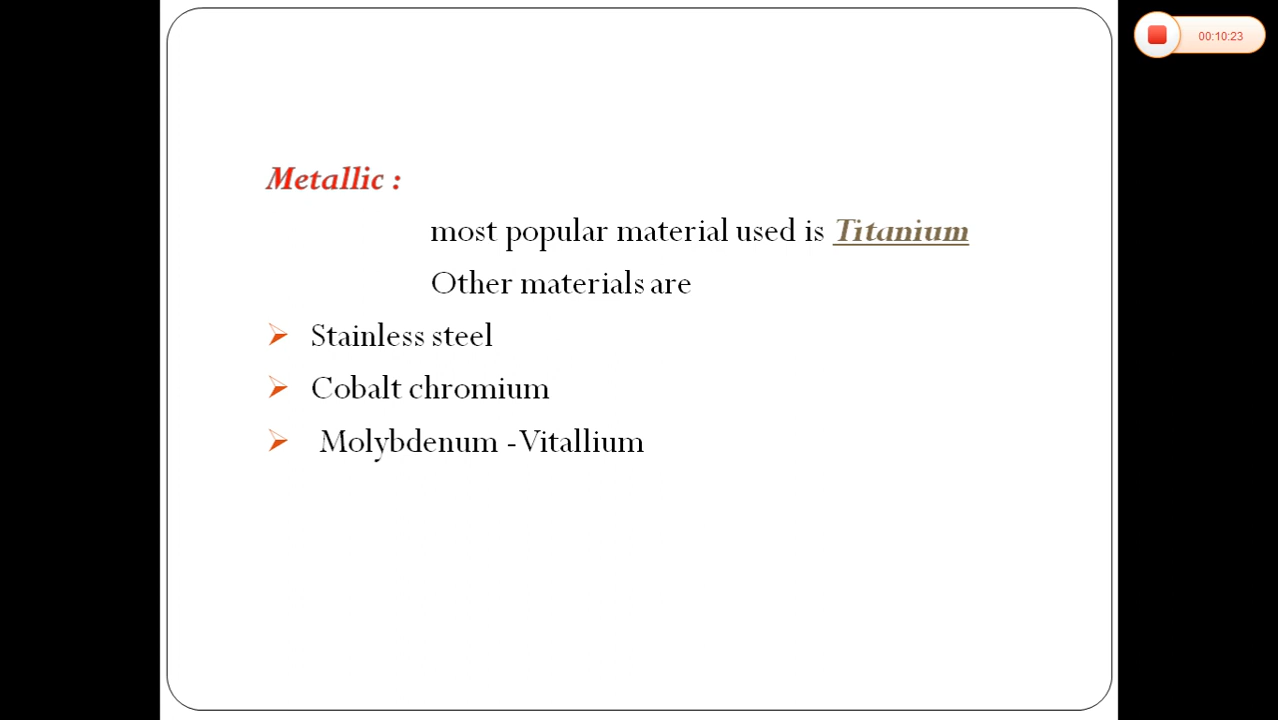 00:10:23
Metallic :
most popular material used is Titanium
Other materials are
Stainless steel
Cobalt chromium
Molybdenum -Vitallium